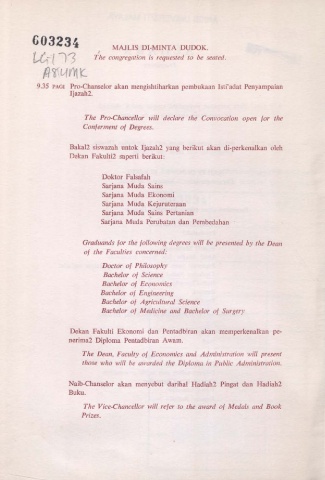 G03234
LG173
A8UMK
MAJLIS DI-MINTA DUDOK.
The congregation is requested to be seated.
9.35 PAGI Pro-Chanselor akan mengishtiharkan pembukaan Isti'adat Penyampaian
Ijazah2.
The Pro-Chancellor will declare the Convocation open for the
Conferment of Degrees.
Bakal2 siswazah untok Ijazah2 yang berikut akan di-perkenalkan oleh
Dekan Fakulti2 saperti berikut:
Doktor Falsafah
Sarjana Muda Sains
Sarjana Muda Ekonomi
Sarjana Muda Kejuruteraan
Sarjana Muda Sains Pertanian
Sarjana Muda Perubatan dan Pembedahan
Graduands for the following degrees will be presented by the Dean
of the Faculties concerned:
Doctor of Philosophy
Bachelor of Science
Bachelor of Economics
Bachelor of Engineering
Bachelor of Agricultural Science
Bachelor of Medicine and Bachelor of Surgery
Dekan Fakulti Ekonomi dan Pentadbiran akan memperkenalkan pe-
nerima2 Diploma Pentadbiran Awam.
The Dean, Faculty of Economics and Administration will present
those who will be awarded the Diploma in Public Administration.
Naib-Chanselor akan menyebut darihal Hadiah2 Pingat dan Hadiah2
Buku.
The Vice-Chancellor will refer to the award of Medals and Book
Prizes.